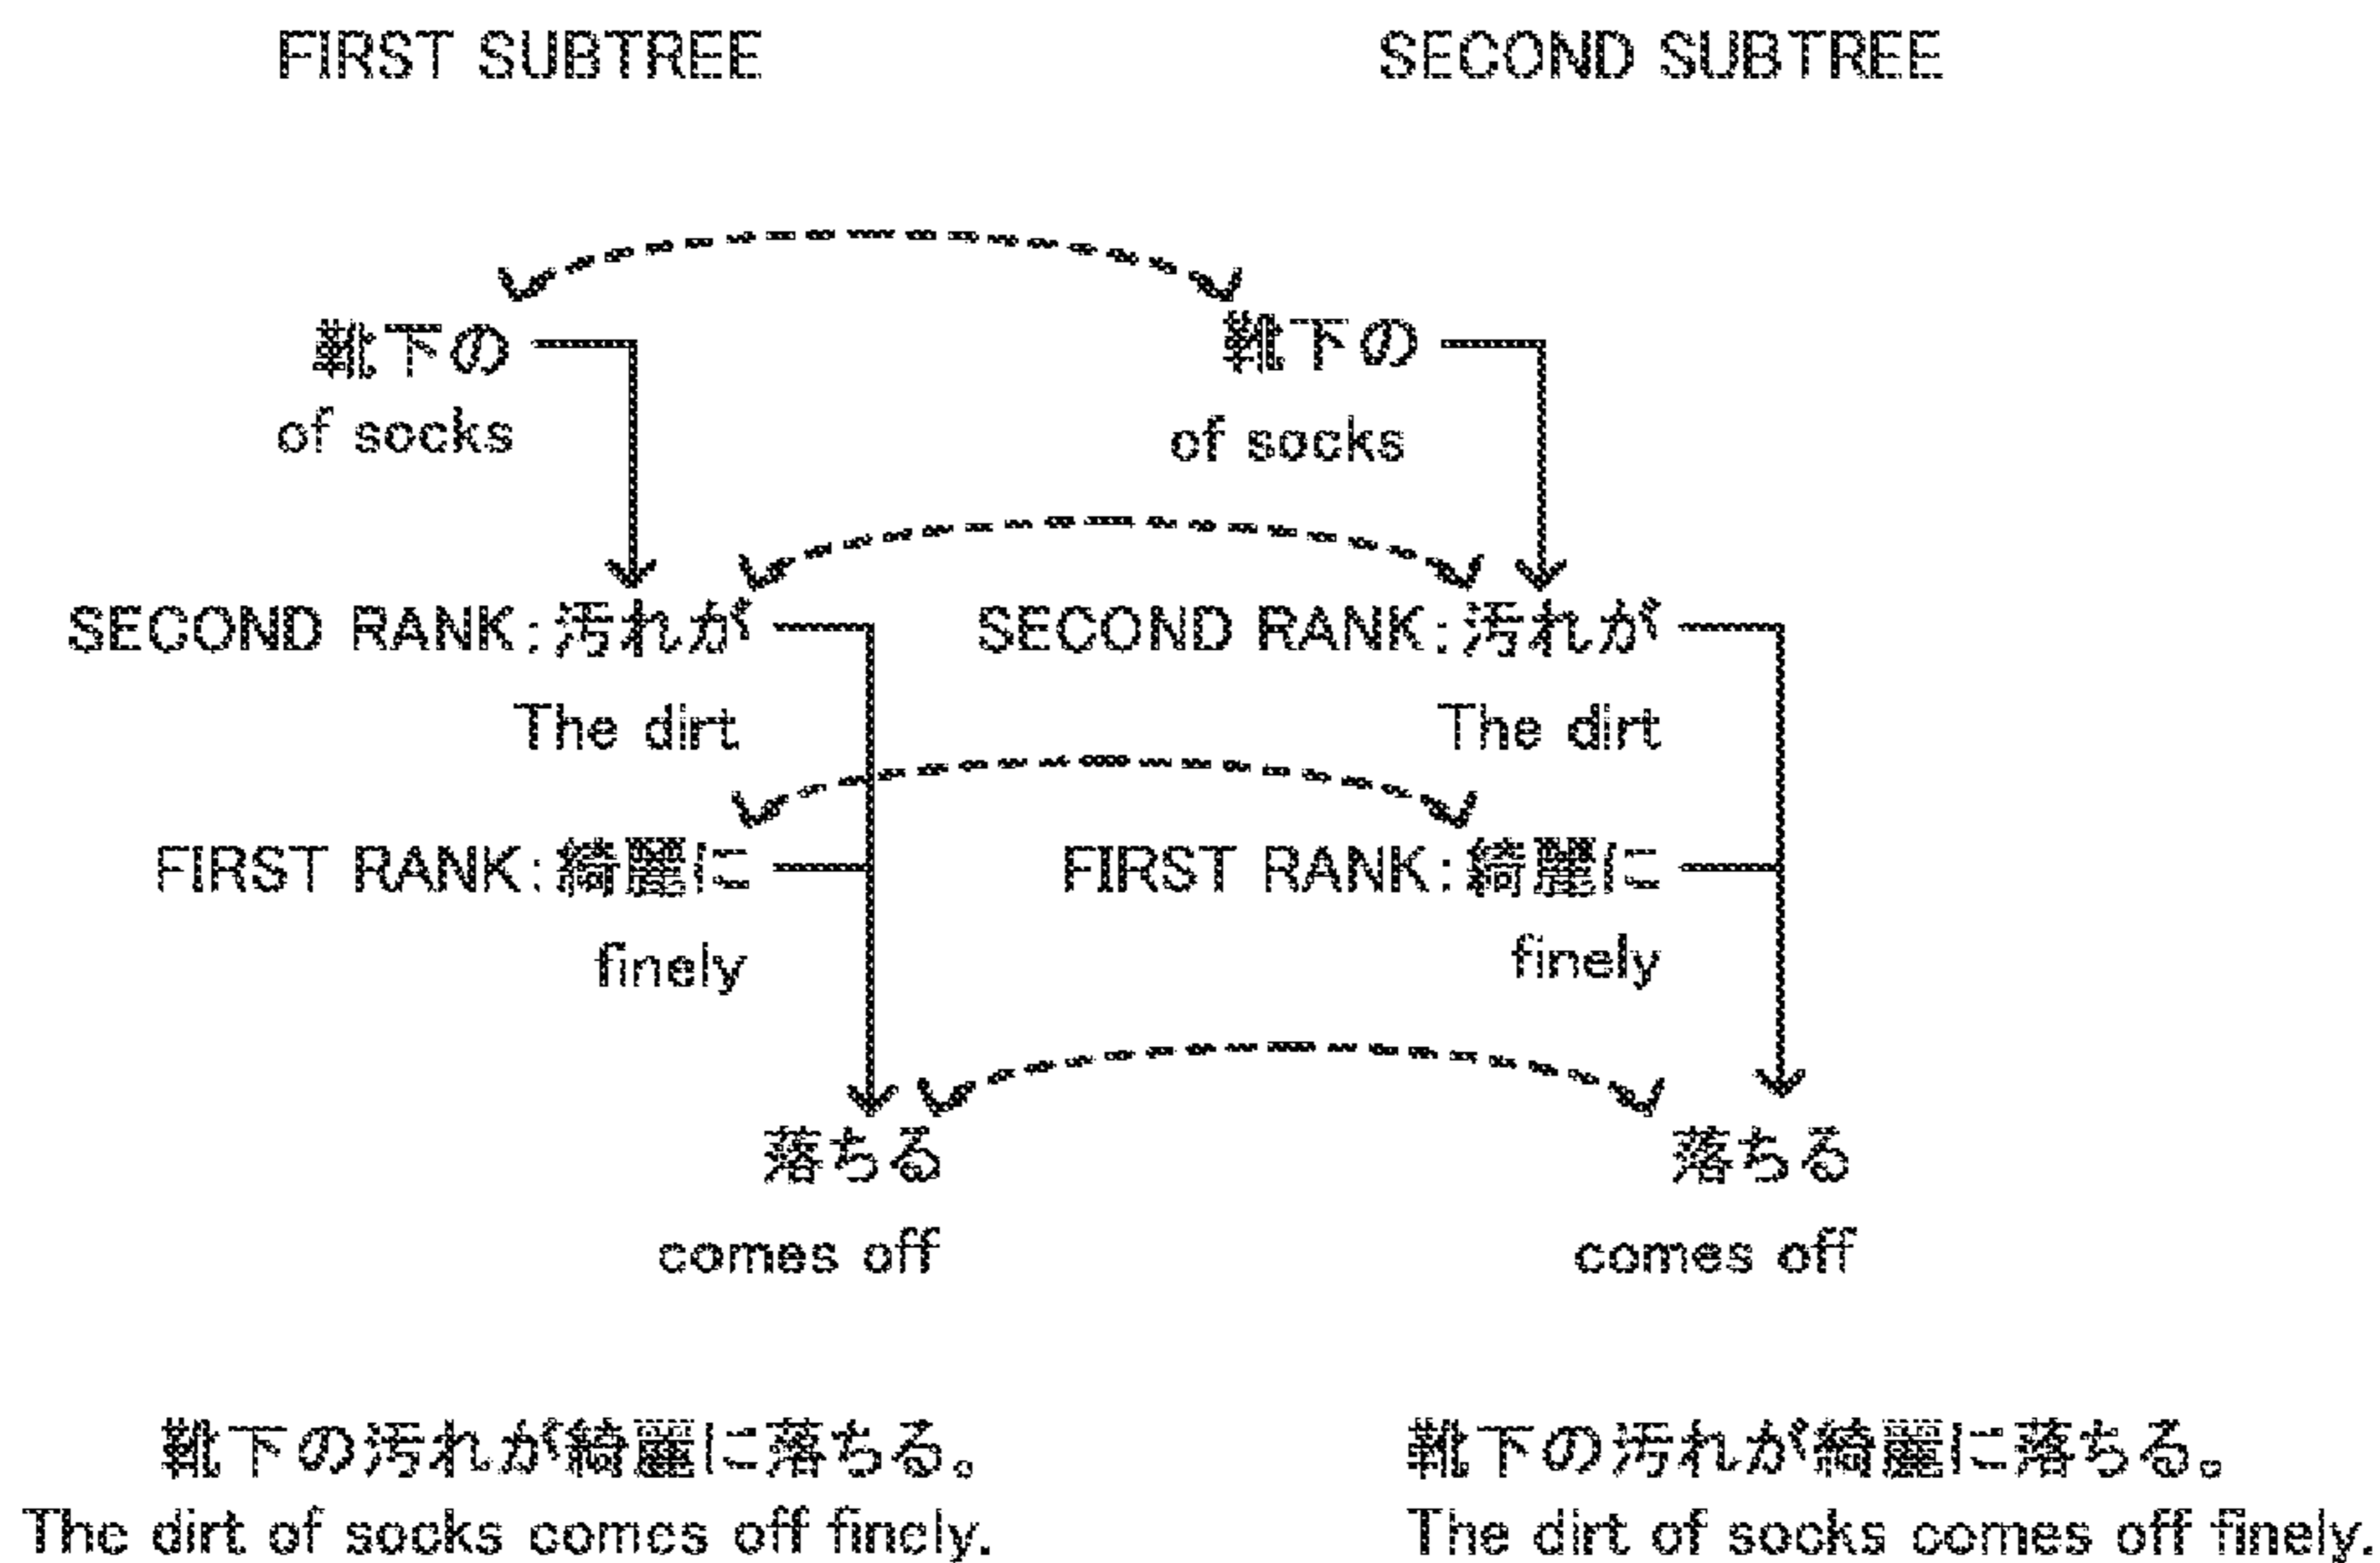 FIRST SUBTREE
SECOND SUBTREE
靴下の
靴下の
of socks
of socks
SECOND RANK:汚れが
SECOND RANK:汚れが
The dirt
The dirt
FIRST RANK:綺麗に
FIRST RANK:綺麗に
finely
finely
落ちる
落ちる
comes off
comes off
靴下の汚れが綺麗に落ちる。
靴下の汚れが綺麗に落ちる。
The dirt of socks comes off finely.
The dirt of socks comes off finely.